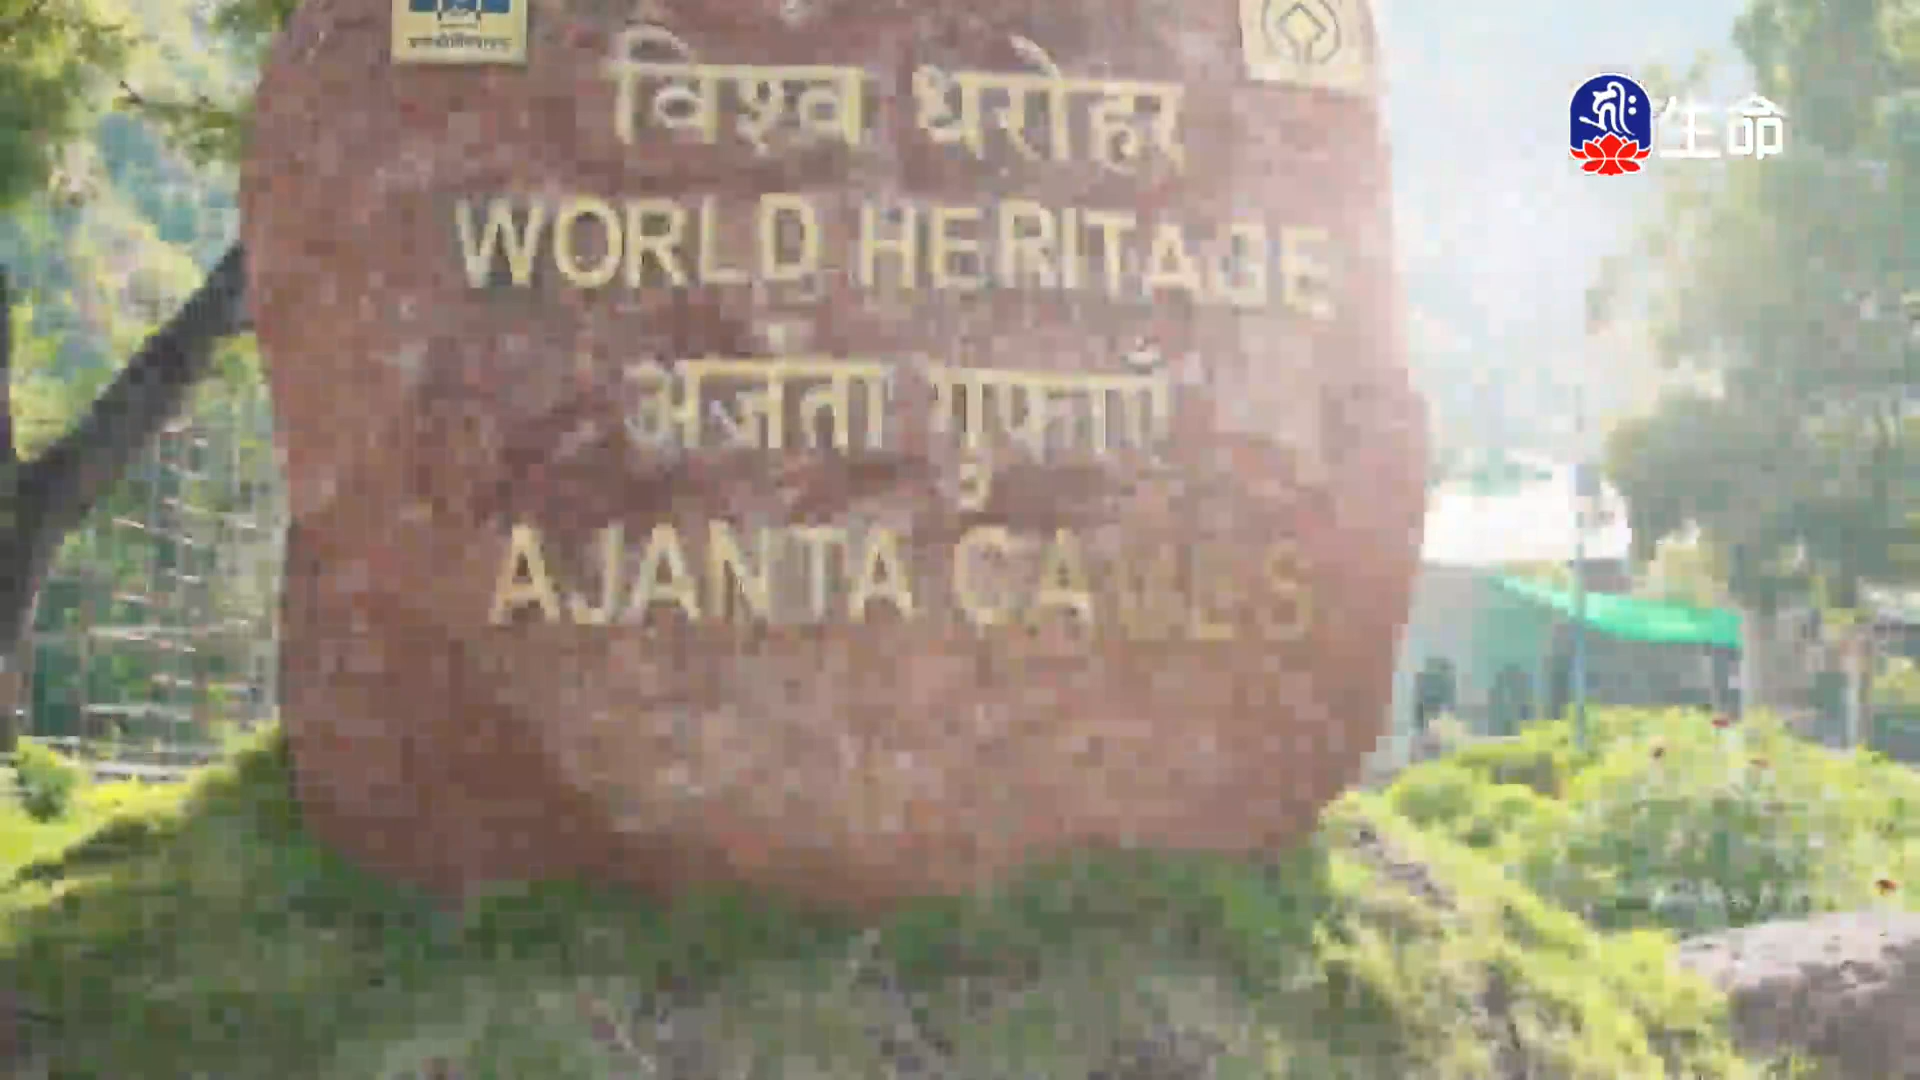 生命
विश्व धरोहर
WORLD HERITAGE
अजंता गुफाएँ
AJANTA CAVES